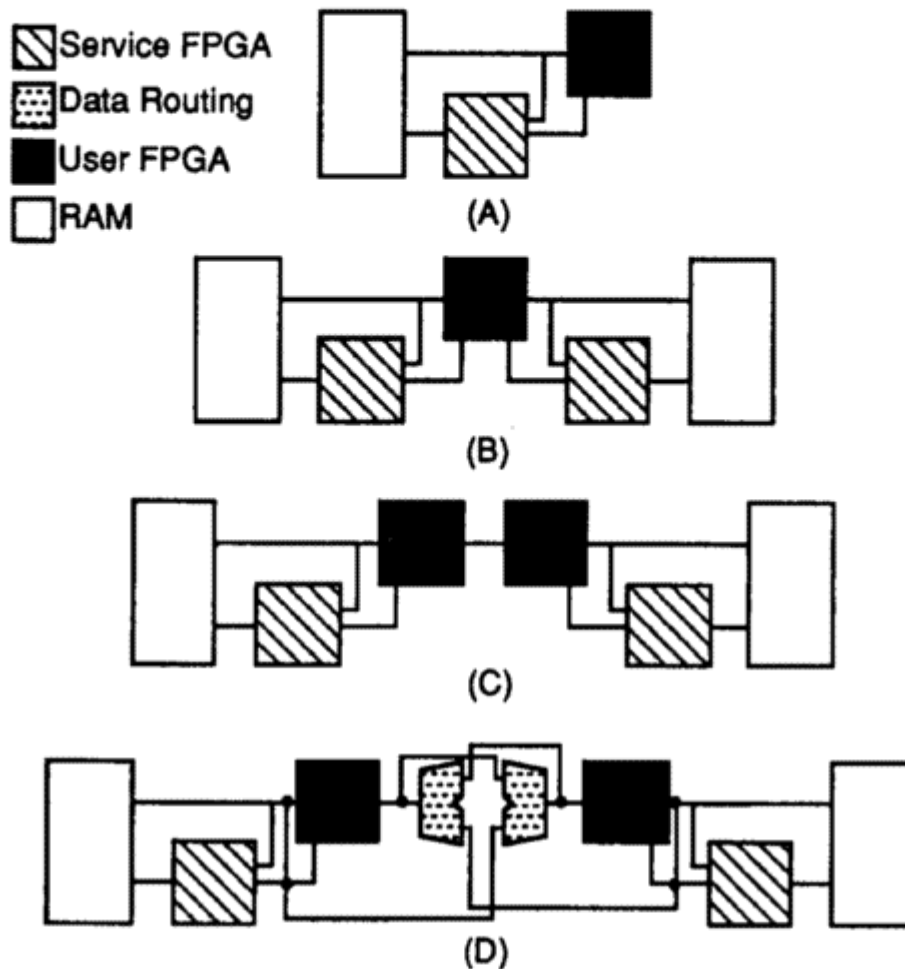 Service FPGA
Data Routing
User FPGA
RAM
(A)
(B)
(C)
(D)